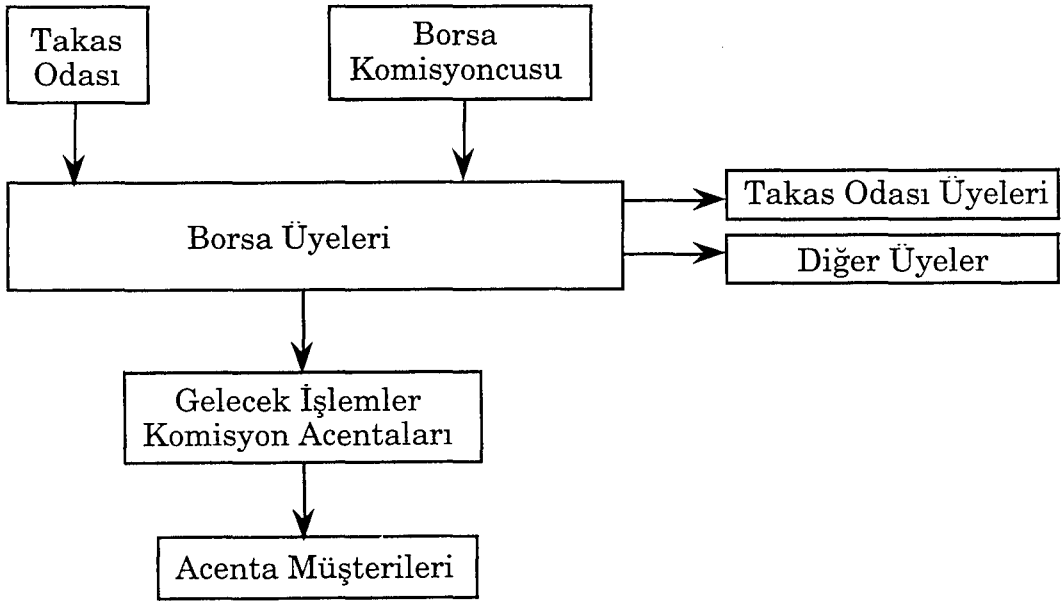 Takas
Odası
Borsa
Komisyoncusu
Borsa Üyeleri
Takas Odası Üyeleri
Diğer Üyeler
Gelecek İşlemler
Komisyon Acentaları
Acenta Müşterileri